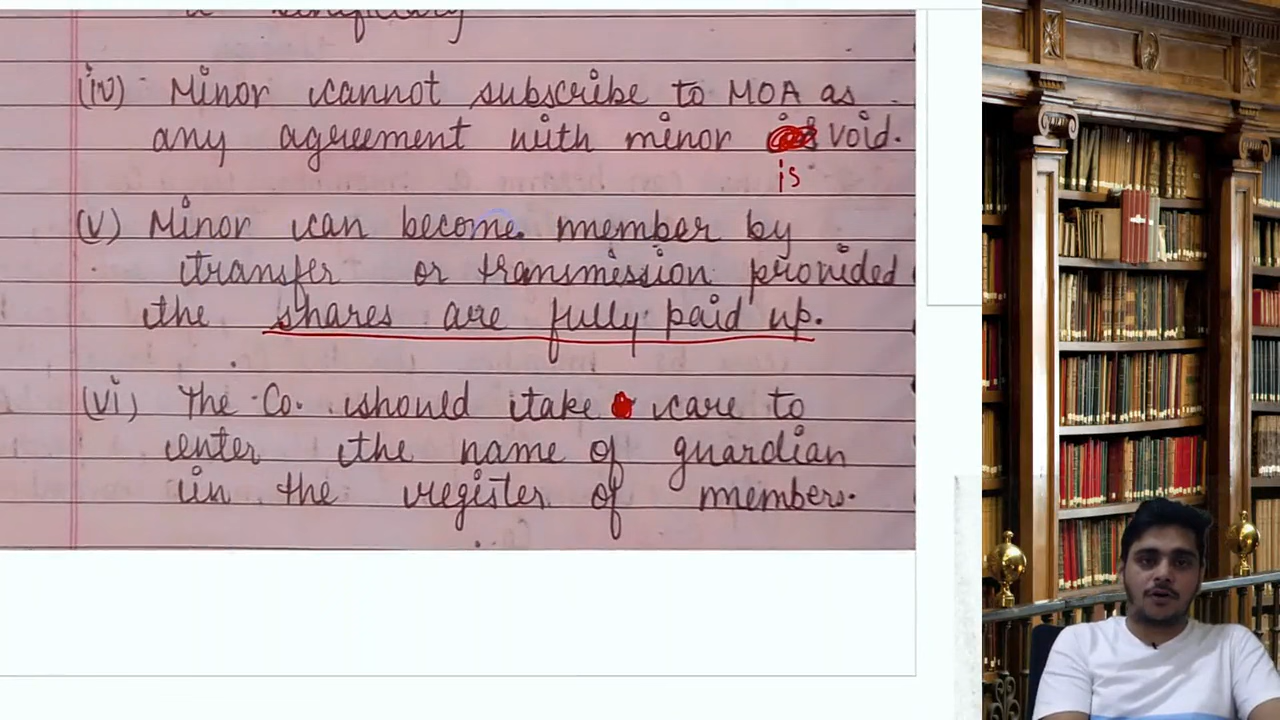 (iv) Minor cannot subscribe to MOA as
any agreement with minor void.
is
(v) Minor can become member by
transfer or transmission provided
the shares are fully paid up.
(vi) The Co. should take care to
enter the name of guardian
in the register of members.